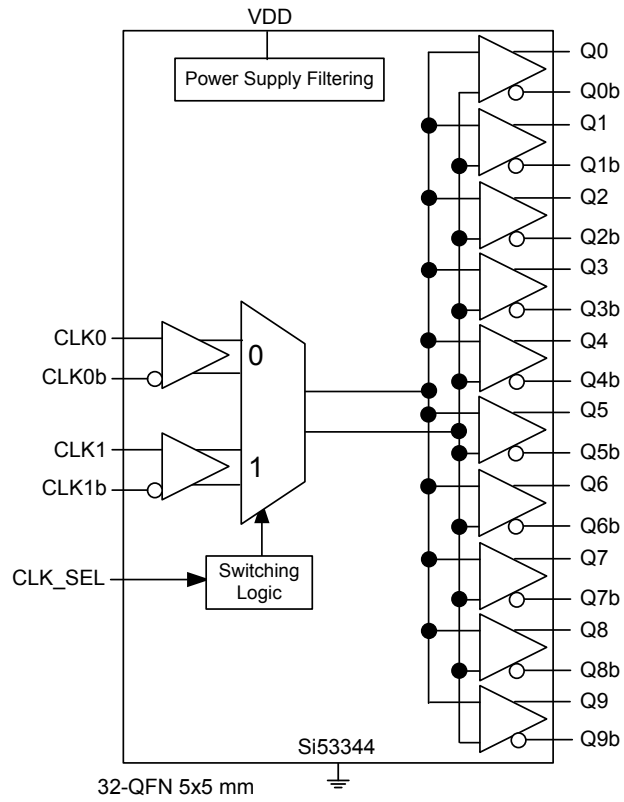 VDD
Power Supply Filtering
CLK0
CLK0b
CLK1
CLK1b
CLK_SEL
0
1
Switching
Logic
Q0
Q0b
Q1
Q1b
Q2
Q2b
Q3
Q3b
Q4
Q4b
Q5
Q5b
Q6
Q6b
Q7
Q7b
Q8
Q8b
Q9
Q9b
Si53344
32-QFN 5x5 mm